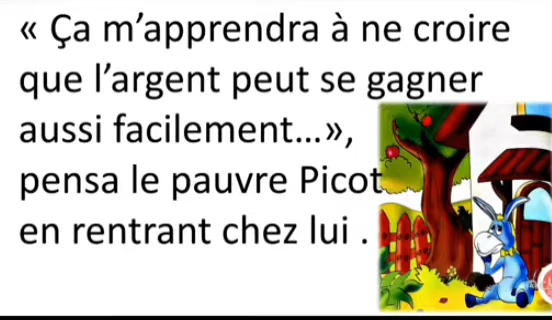 « Ça m’apprendra à ne croire
que l’argent peut se gagner
aussi facilement...»,
pensa le pauvre Picot
en rentrant chez lui .